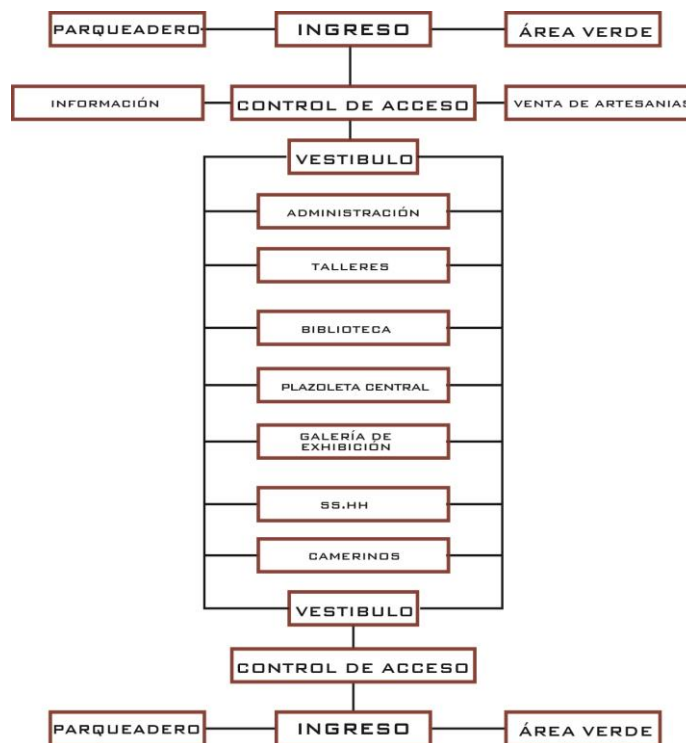 PARQUEADERO
INGRESO
ÁREA VERDE
INFORMACIÓN
CONTROL DE ACCESO
VENTA DE ARTESANIAS
VESTIBULO
ADMINISTRACIÓN
TALLERES
BIBLIOTECA
PLAZOLETA CENTRAL
GALERÍA DE
EXHIBICIÓN
SS.HH
CAMERINOS
VESTIBULO
CONTROL DE ACCESO
PARQUEADERO
INGRESO
ÁREA VERDE